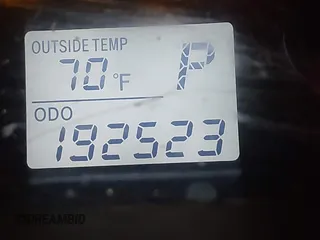 OUTSIDE TEMP
70°F P
ODO
192523